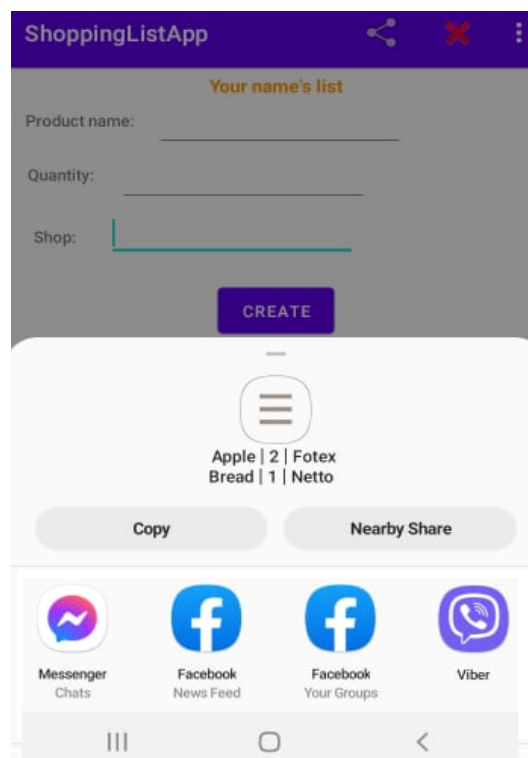 ShoppingListApp
Your name's list
Product name:
Quantity:
Shop:
CREATE
Apple | 2 | Fotex
Bread | 1 | Netto
Copy
Nearby Share
Messenger
Chats
Facebook
News Feed
Facebook
Your Groups
Viber